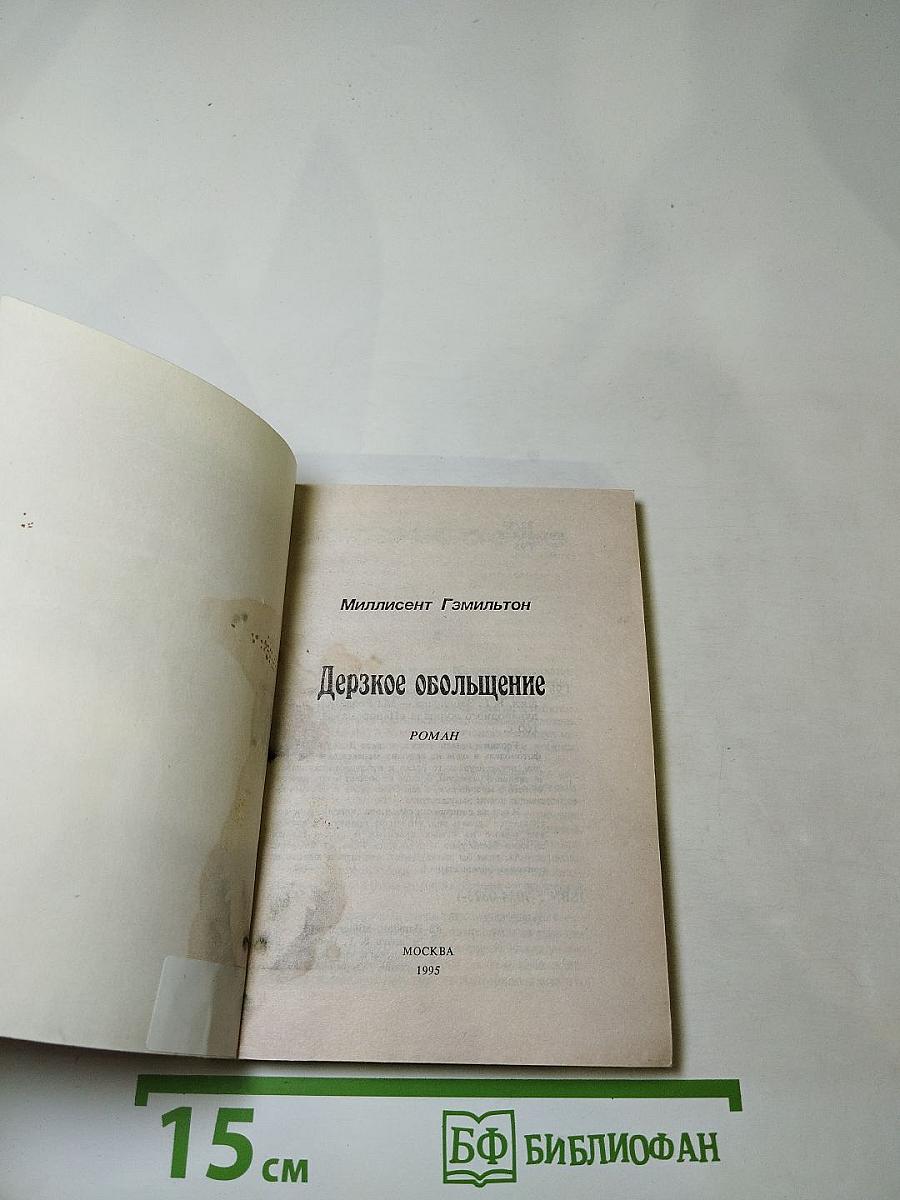 Миллисент Гэмильтон
Дерзкое обольщение
РОМАН
МОСКВА
1995
15 см
БФ БИБЛИОФАН